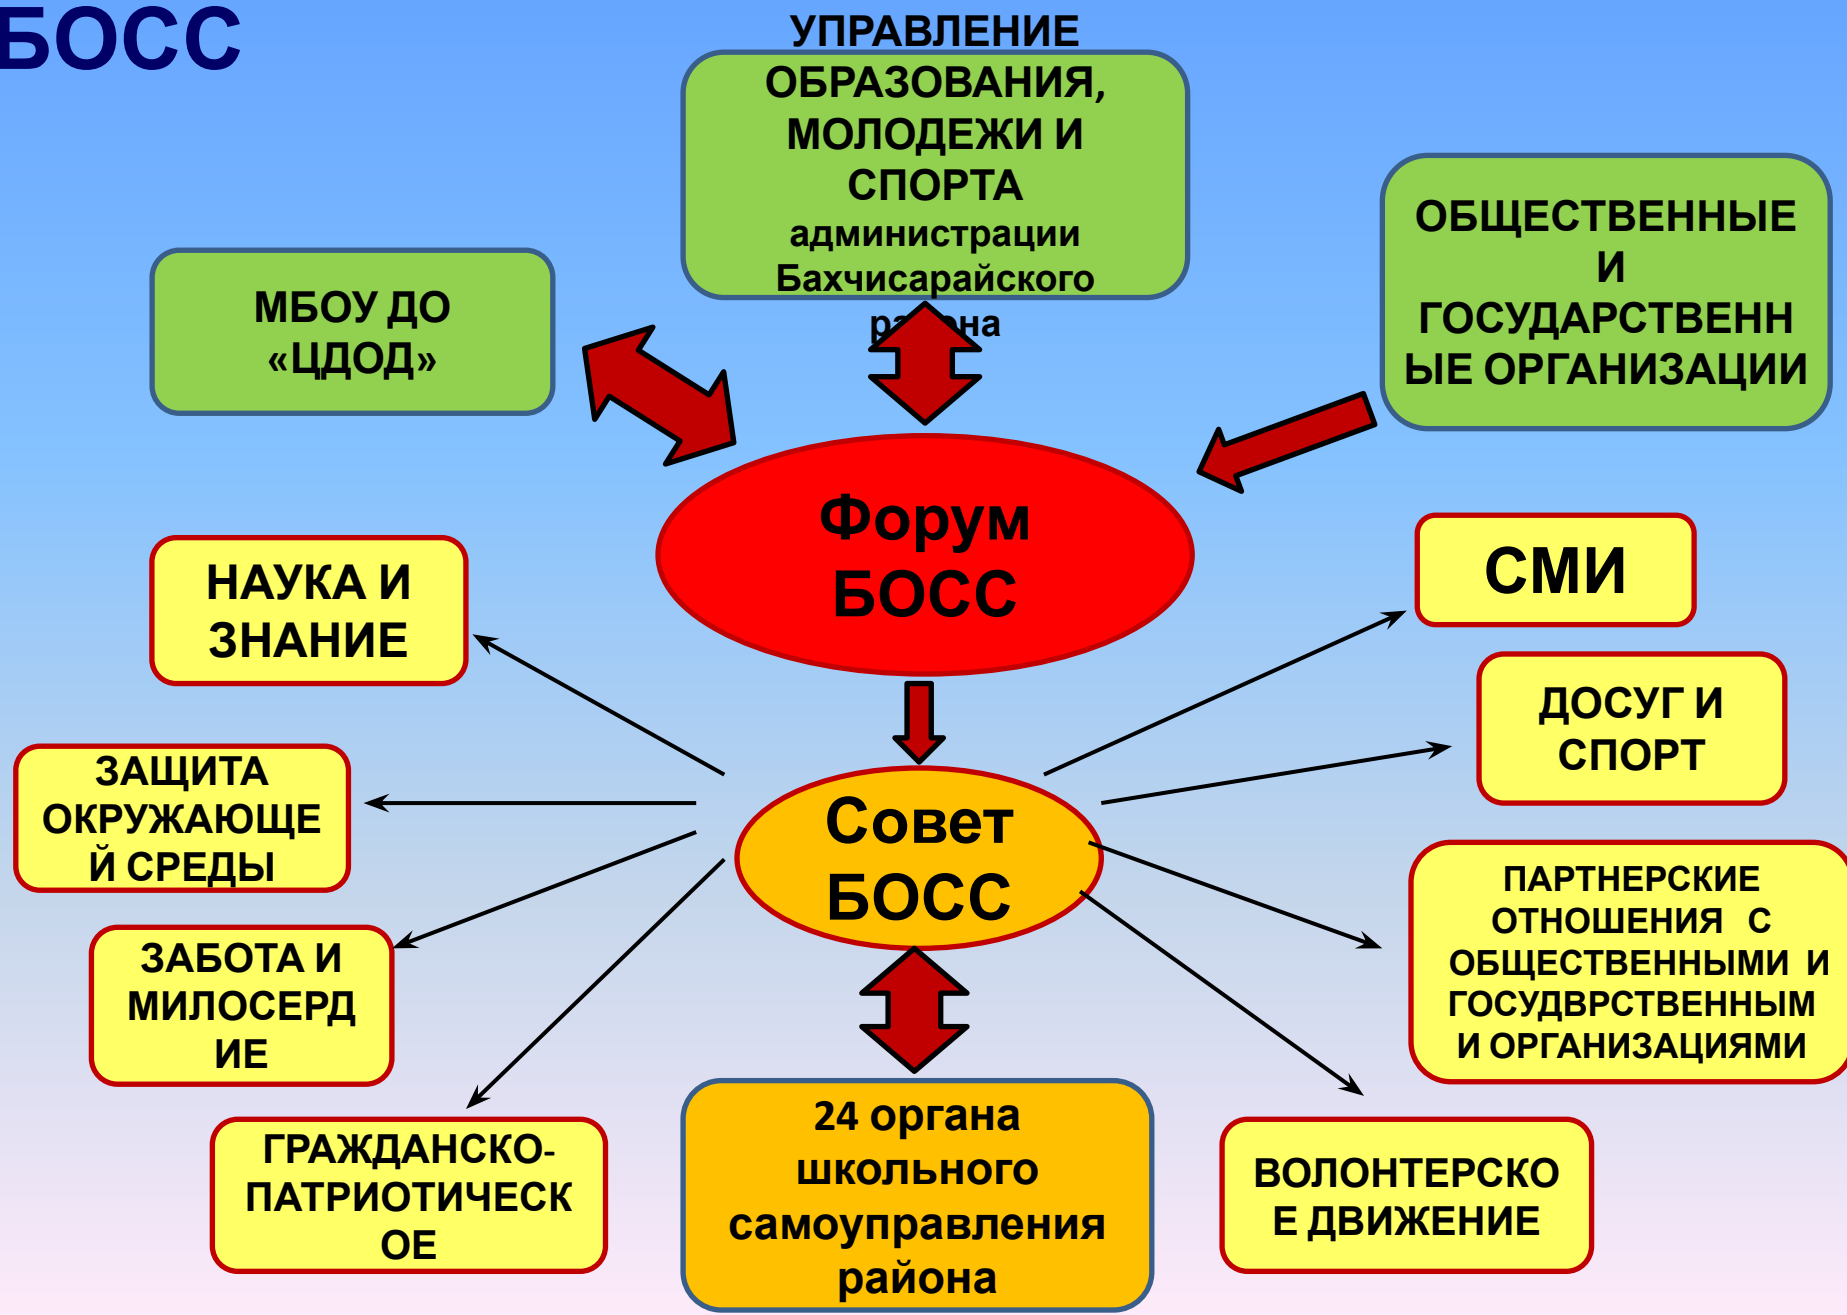 БОСС
УПРАВЛЕНИЕ
ОБРАЗОВАНИЯ,
МОЛОДЕЖИ И
СПОРТА
администрации
Бахчисарайского
района
ОБЩЕСТВЕННЫЕ
И
ГОСУДАРСТВЕНН
ЫЕ ОРГАНИЗАЦИИ
МБОУ ДО
«ЦДОД»
Форум
БОСС
НАУКА И
ЗНАНИЕ
СМИ
ДОСУГ И
СПОРТ
ЗАЩИТА
ОКРУЖАЮЩЕ
Й СРЕДЫ
Совет
БОСС
ПАРТНЕРСКИЕ
ОТНОШЕНИЯ С
ОБЩЕСТВЕННЫМИ И
ГОСУДВРСТВЕННЫМ
И ОРГАНИЗАЦИЯМИ
ЗАБОТА И
МИЛОСЕРД
ИЕ
ГРАЖДАНСКО-
ПАТРИОТИЧЕСК
ОЕ
24 органа
школьного
самоуправления
района
ВОЛОНТЕРСКО
Е ДВИЖЕНИЕ